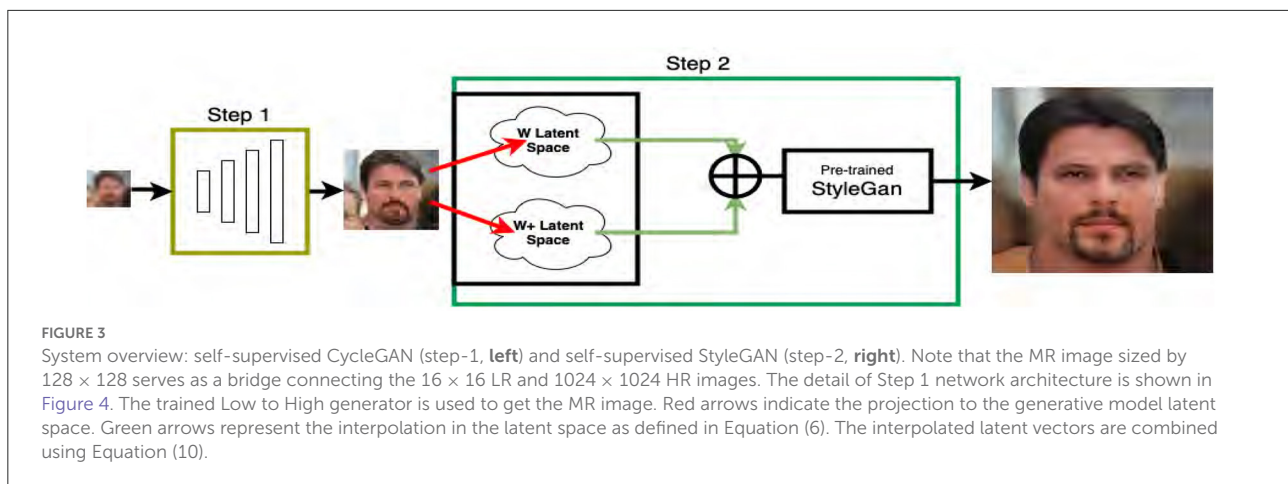 Step 2
Step 1
W Latent
Space
W+ Latent
Space
Pre-trained
StyleGan
FIGURE 3
System overview: self-supervised CycleGAN (step-1, left) and self-supervised StyleGAN (step-2, right). Note that the MR image sized by
128 × 128 serves as a bridge connecting the 16 × 16 LR and 1024 × 1024 HR images. The detail of Step 1 network architecture is shown in
Figure 4. The trained Low to High generator is used to get the MR image. Red arrows indicate the projection to the generative model latent
space. Green arrows represent the interpolation in the latent space as defined in Equation (6). The interpolated latent vectors are combined
using Equation (10).